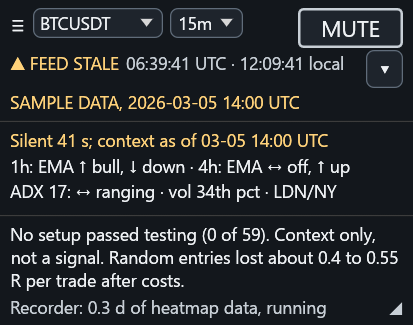 ☰ BTCUSDT ▼ 15m ▼ MUTE
▲ FEED STALE 06:39:41 UTC · 12:09:41 local ▼
SAMPLE DATA, 2026-03-05 14:00 UTC
Silent 41 s; context as of 03-05 14:00 UTC
1h: EMA ↑ bull, ↓ down · 4h: EMA ↔ off, ↑ up
ADX 17: ↔ ranging · vol 34th pct · LDN/NY
No setup passed testing (0 of 59). Context only,
not a signal. Random entries lost about 0.4 to 0.55
R per trade after costs.
Recorder: 0.3 d of heatmap data, running